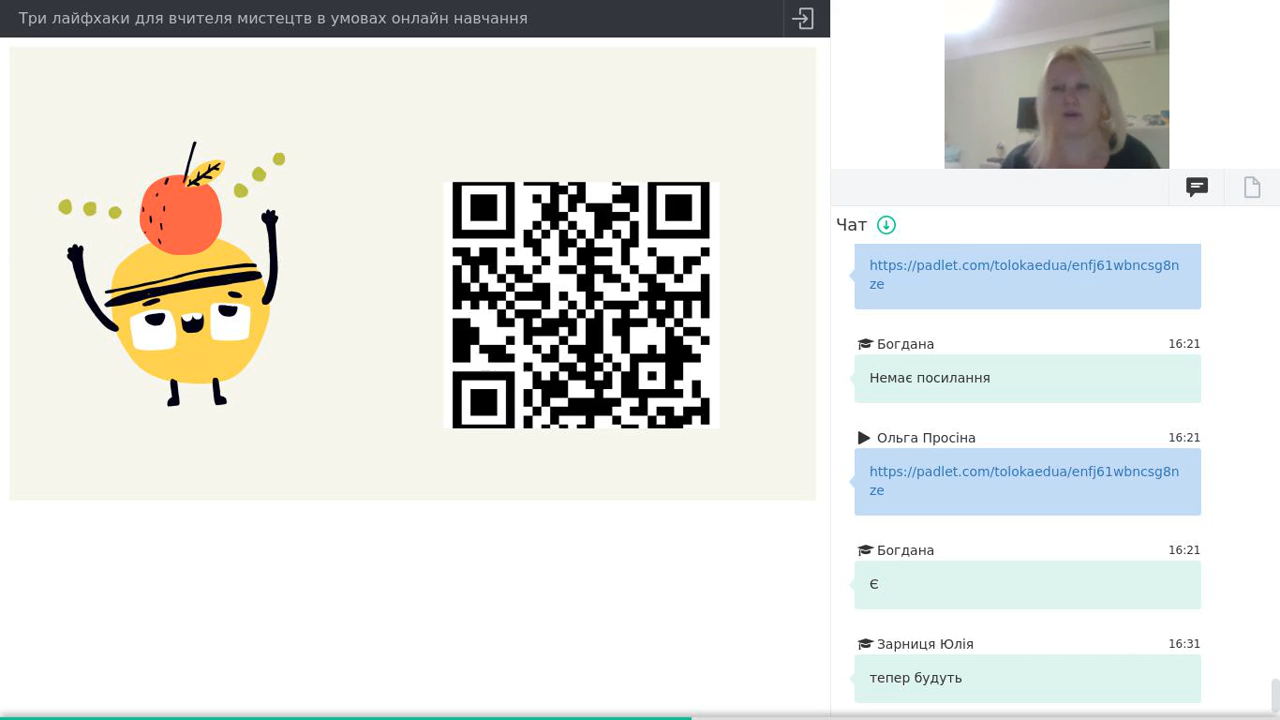 Три лайфхаки для вчителя мистецтв в умовах онлайн навчання
Чат
https://padlet.com/tolokaedua/enfj61wbncsg8n
ze
Богдана 16:21
Немає посилання
Ольга Просіна 16:21
https://padlet.com/tolokaedua/enfj61wbncsg8n
ze
Богдана 16:21
Є
Зарниця Юлія 16:31
тепер будуть